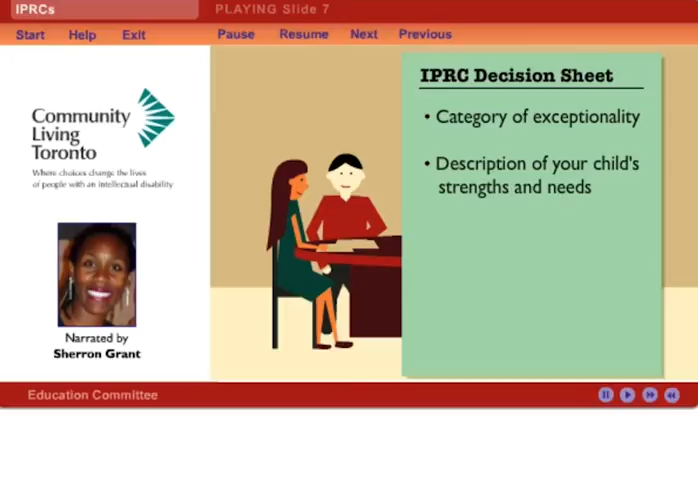 IPRCs
PLAYING Slide 7
Start Help Exit Pause Resume Next Previous
Community
Living
Toronto
Where choices change the lives
of people with an intellectual disability
Narrated by
Sherron Grant
IPRC Decision Sheet
• Category of exceptionality
• Description of your child's
strengths and needs
Education Committee